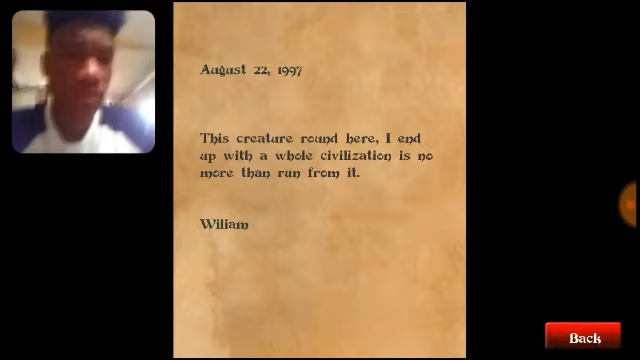 August 22, 1997
This creature round here, I end
up with a whole civilization is no
more than run from it.
Wiliam
Back